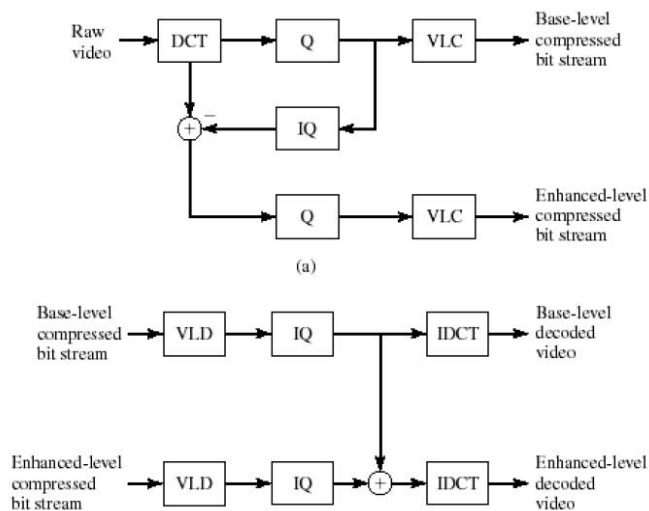 Raw
video
DCT
Q
VLC
Base-level
compressed
bit stream
+
−
IQ
Q
VLC
Enhanced-level
compressed
bit stream
(a)
Base-level
compressed
bit stream
VLD
IQ
IDCT
Base-level
decoded
video
Enhanced-level
compressed
bit stream
VLD
IQ
+
IDCT
Enhanced-level
decoded
video